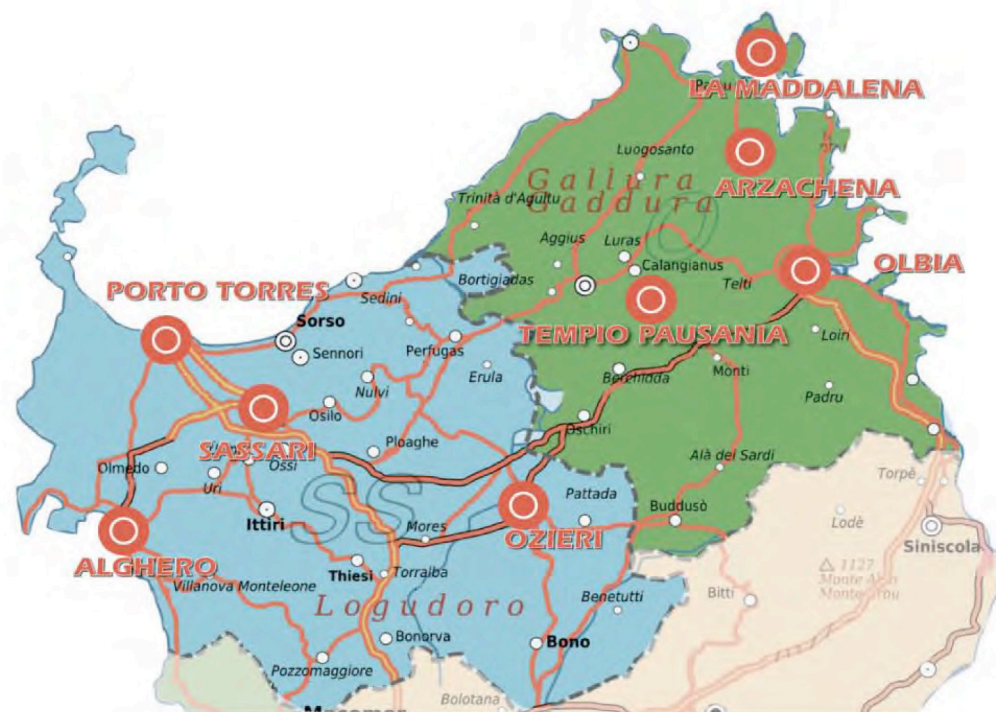 LA MADDALENA
Luogosanto
ARZACHENA
Gallura
Gaddura
Trinità d'Agultu
O
Aggius
Luras
Calangianus
OLBIA
Bortigiadas
Telti
PORTO TORRES
Sedini
TEMPIO PAUSANIA
Sorso
Sennori
Perfugas
Loiri
Erula
Berchidda
Monti
Nulvi
Padru
Osilo
Oschiri
SASSARI
Ploaghe
Ossi
Alà dei Sardi
Olmedo
Torpè
Uri
SS
Pattada
Ittiri
Buddusò
Lodè
ALGHERO
Mores
OZIERI
Siniscola
Thiesi
Torralba
1127
Villanova Monteleone
Logudoro
Benetutti
Bitti
Bonorva
Bono
Pozzomaggiore
Bolotana